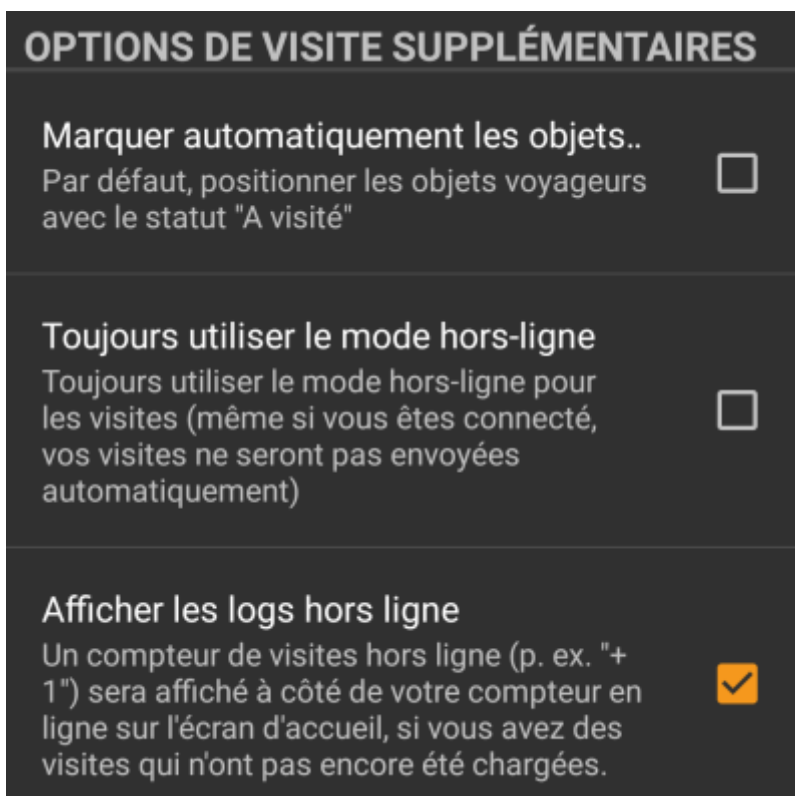 OPTIONS DE VISITE SUPPLÉMENTAIRES
Marquer automatiquement les objets..
Par défaut, positionner les objets voyageurs
avec le statut "A visité"
Toujours utiliser le mode hors-ligne
Toujours utiliser le mode hors-ligne pour
les visites (même si vous êtes connecté,
vos visites ne seront pas envoyées
automatiquement)
Afficher les logs hors ligne
Un compteur de visites hors ligne (p. ex. "+
1") sera affiché à côté de votre compteur en
ligne sur l'écran d'accueil, si vous avez des
visites qui n'ont pas encore été chargées.